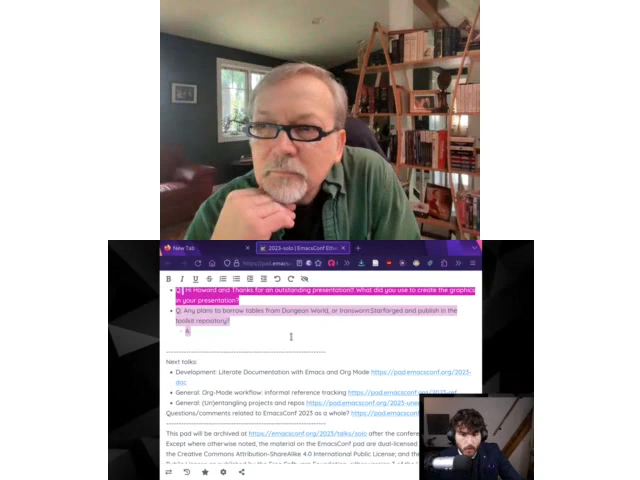 New Tab
2023-solo | EmacsConf Eth
https://pad.emacs
Q: Hi Howard and Thanks for an outstanding presentation!! What did you use to create the graphics
in your presentation?
Q: Any plans to borrow tables from Dungeon World, or Ironsworn:Starforged and publish in the
toolkit repository?
A:
Next talks:
Development: Literate Documentation with Emacs and Org Mode https://pad.emacsconf.org/2023-
doc
General: Org-Mode workflow: informal reference tracking https://pad.emacsconf.org/2023-ref
General: (Un)entangling projects and repos https://pad.emacsconf.org/2023-une
Questions/comments related to EmacsConf 2023 as a whole? https://pad.emacsconf
This pad will be archived at https://emacsconf.org/2023/talks/solo after the confere
Except where otherwise noted, the material on the EmacsConf pad are dual-licensed
the Creative Commons Attribution-ShareAlike 4.0 International Public License; and the